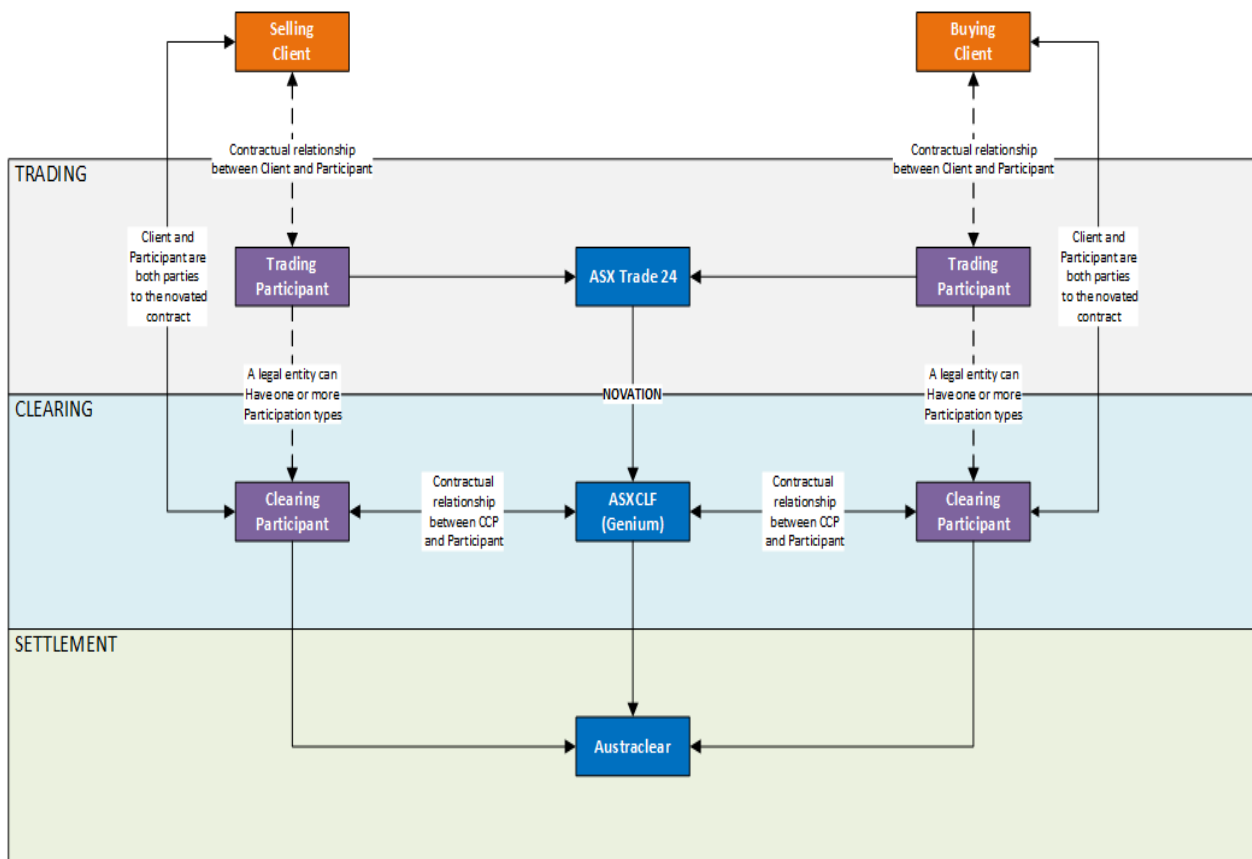 Selling
Client
Buying
Client
Contractual relationship
between Client and Participant
Contractual relationship
between Client and Participant
TRADING
Client and
Participant are
both parties
to the novated
contract
Trading
Participant
ASX Trade 24
Trading
Participant
Client and
Participant are
both parties
to the novated
contract
A legal entity can
Have one or more
Participation types
NOVATION
A legal entity can
Have one or more
Participation types
CLEARING
Clearing
Participant
Contractual
relationship
between CCP
and Participant
ASXCLF
(Genium)
Contractual
relationship
between CCP
and Participant
Clearing
Participant
SETTLEMENT
Austraclear